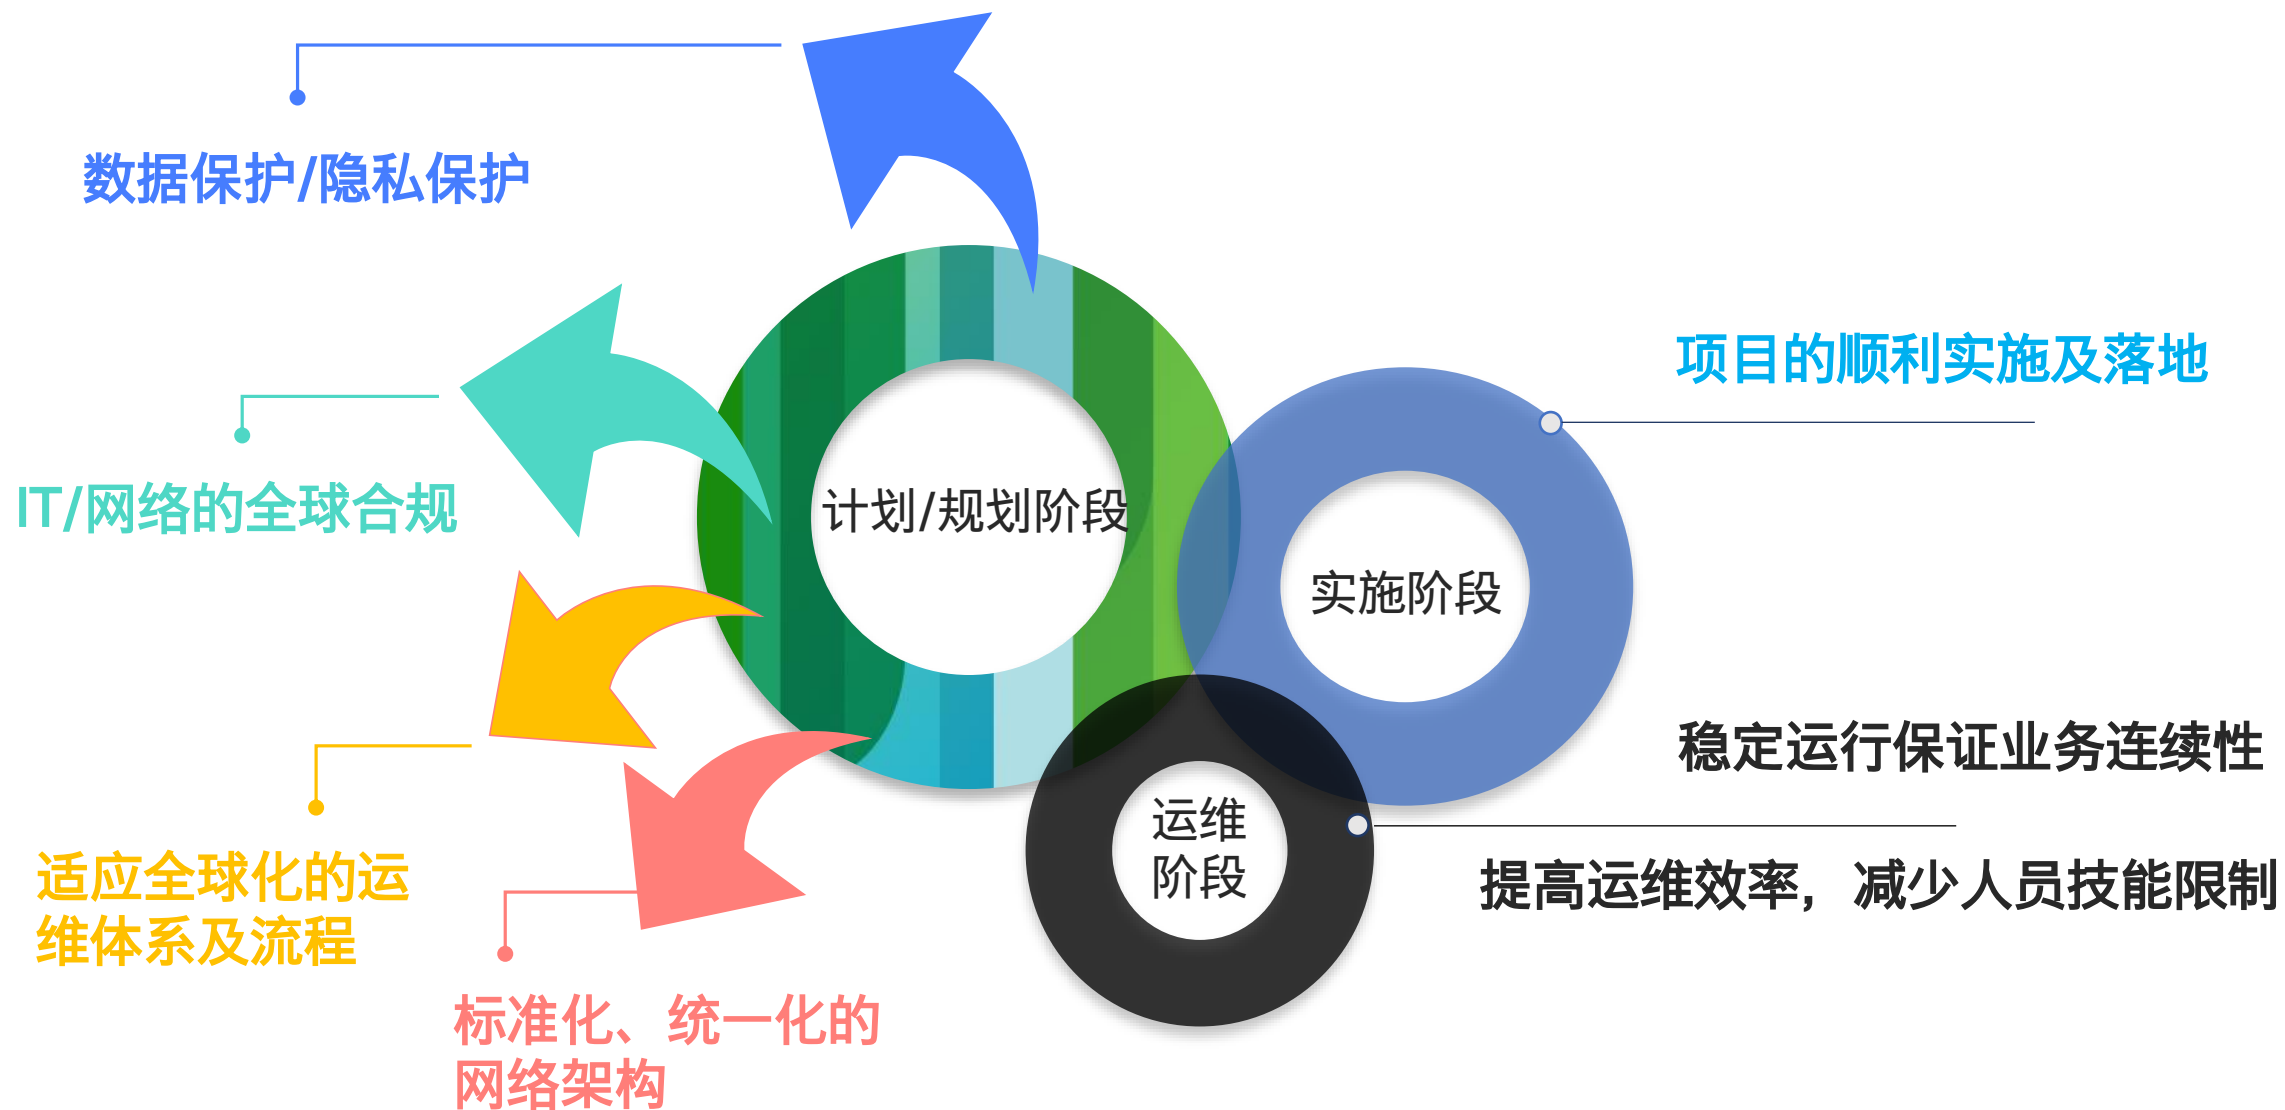 数据保护/隐私保护
IT/网络的全球合规
适应全球化的运
维体系及流程
标准化、统一化的
网络架构
计划/规划阶段
实施阶段
运维
阶段
项目的顺利实施及落地
稳定运行保证业务连续性
提高运维效率，减少人员技能限制